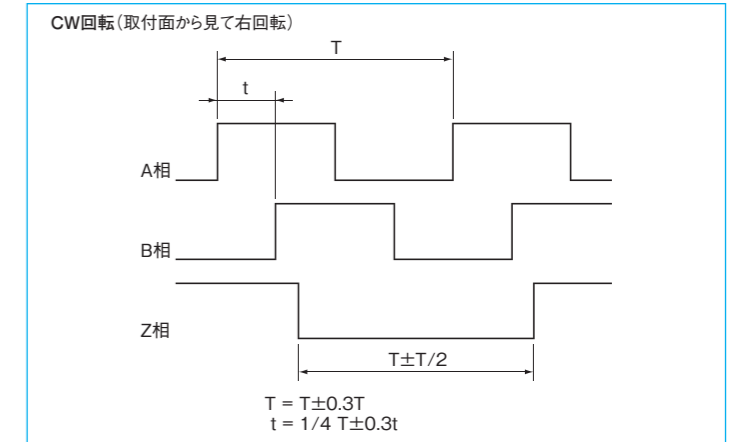 CW回転（取付面から見て右回転）
T
t
A相
B相
Z相
T±T/2
T = T±0.3T
t = 1/4 T±0.3t